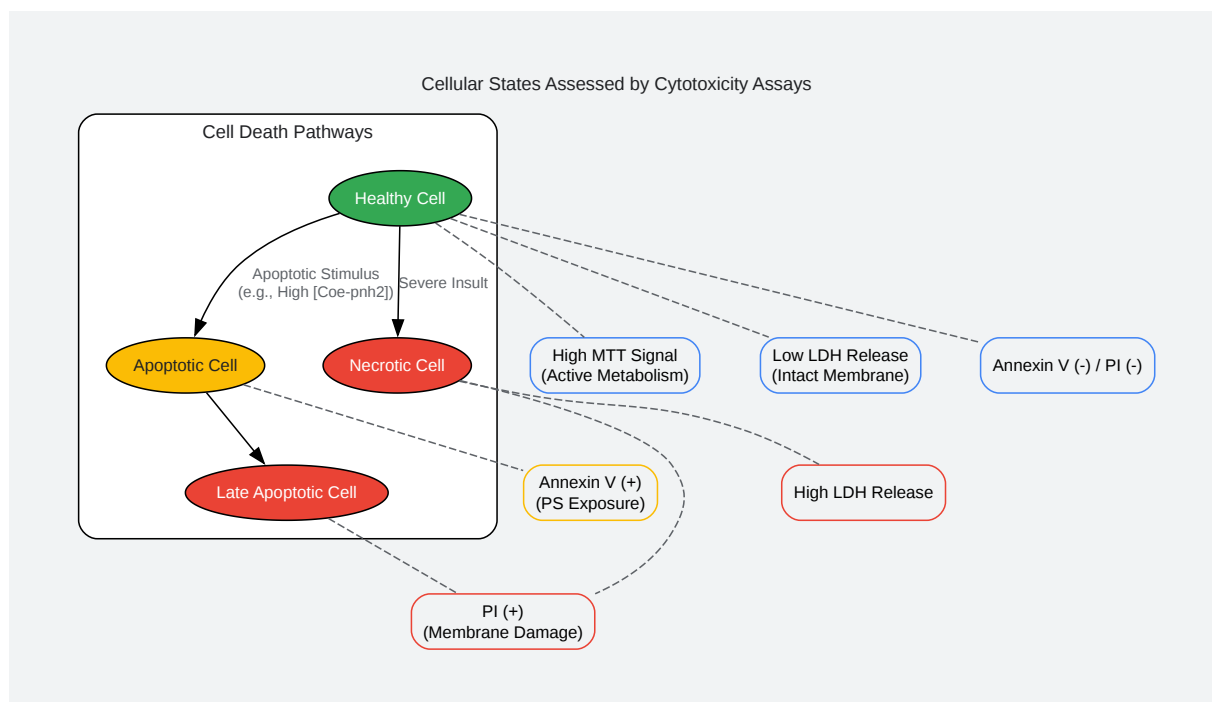 Cellular States Assessed by Cytotoxicity Assays
Cell Death Pathways
Healthy Cell
Apoptotic Stimulus
(e.g., High [Coe-pnh2])
Severe Insult
Apoptotic Cell
Necrotic Cell
High MTT Signal
(Active Metabolism)
Low LDH Release
(Intact Membrane)
Annexin V (-) / PI (-)
Late Apoptotic Cell
Annexin V (+)
(PS Exposure)
High LDH Release
PI (+)
(Membrane Damage)